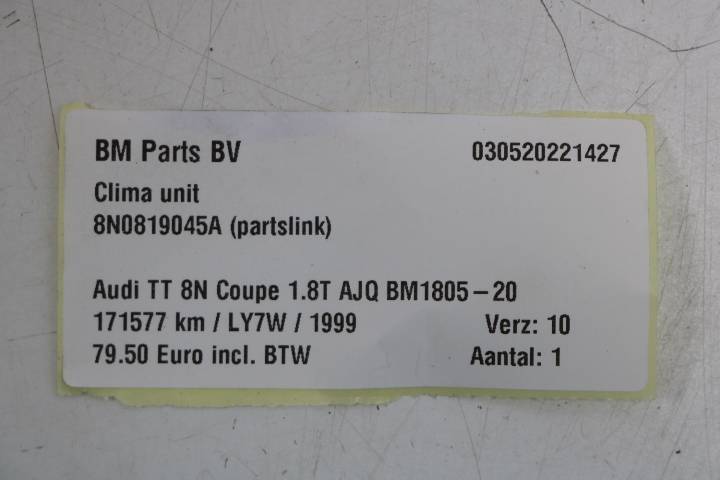 BM Parts BV 030520221427
Clima unit
8N0819045A (partslink)
Audi TT 8N Coupe 1.8T AJQ BM1805-20
171577 km / LY7W / 1999 Verz: 10
79.50 Euro incl. BTW Aantal: 1